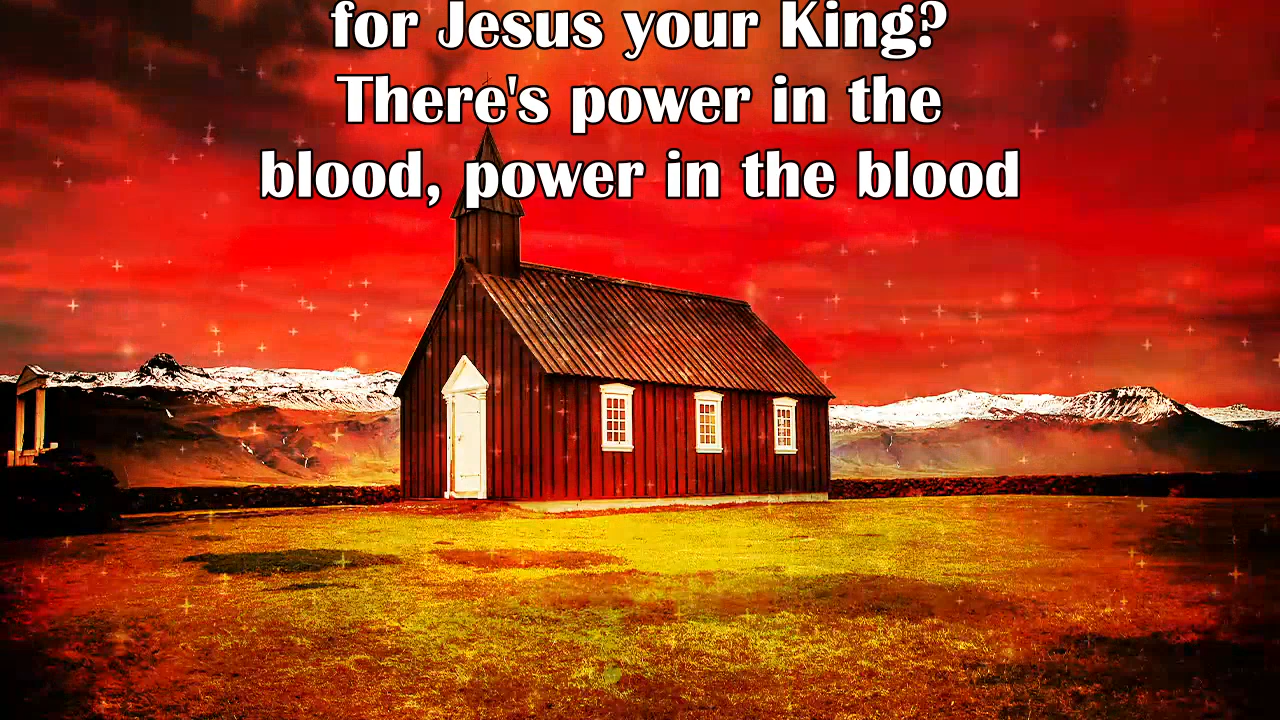 for Jesus your King?
There's power in the
blood, power in the blood